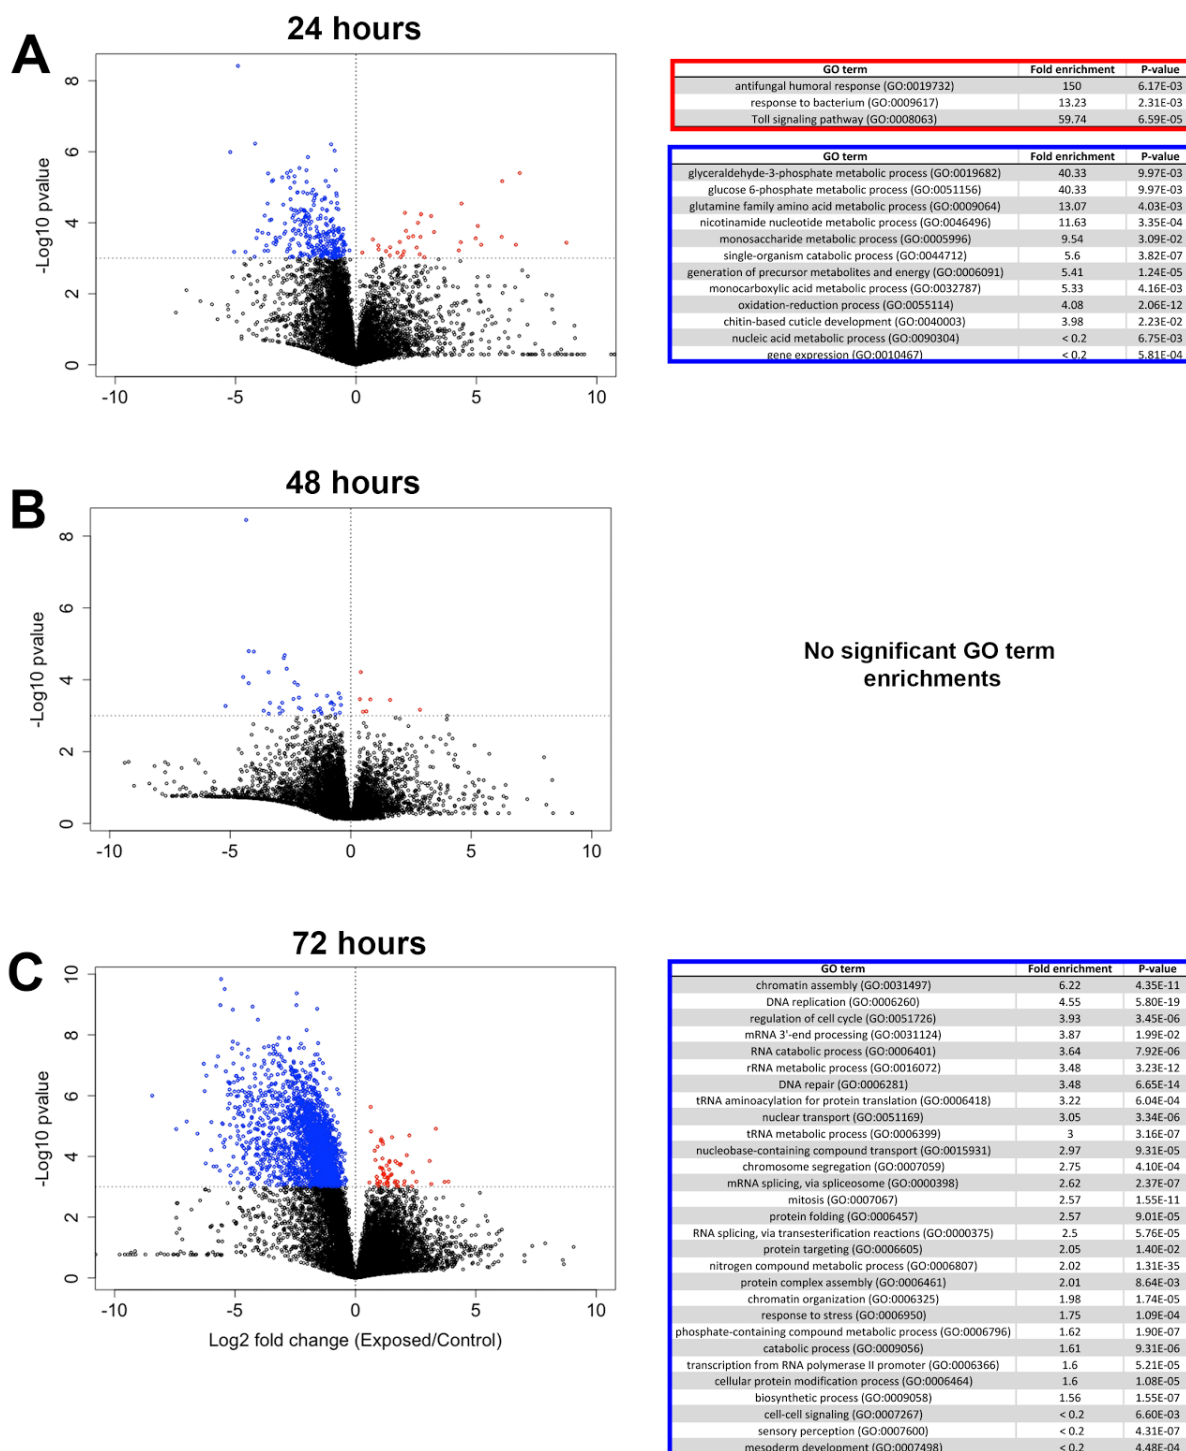 A
24 hours
-Log10 pvalue
8
6
4
2
0
-10 -5 0 5 10
GO term Fold enrichment P-value
antifungal humoral response (GO:0019732) 150 6.17E-03
response to bacterium (GO:0009617) 13.23 2.31E-03
Toll signaling pathway (GO:0008063) 59.74 6.59E-05
GO term Fold enrichment P-value
glyceraldehyde-3-phosphate metabolic process (GO:0019682) 40.33 9.97E-03
glucose 6-phosphate metabolic process (GO:0051156) 40.33 9.97E-03
glutamine family amino acid metabolic process (GO:0009064) 13.07 4.03E-03
nicotinamide nucleotide metabolic process (GO:0046496) 11.63 3.35E-04
monosaccharide metabolic process (GO:0005996) 9.54 3.09E-02
single-organism catabolic process (GO:0044712) 5.6 3.82E-07
generation of precursor metabolites and energy (GO:0006091) 5.41 1.24E-05
monocarboxylic acid metabolic process (GO:0032787) 5.33 4.16E-03
oxidation-reduction process (GO:0055114) 4.08 2.06E-12
chitin-based cuticle development (GO:0040003) 3.98 2.23E-02
nucleic acid metabolic process (GO:0090304) < 0.2 6.75E-03
gene expression (GO:0010467) < 0.2 5.81E-04
B
48 hours
-Log10 pvalue
8
6
4
2
0
-10 -5 0 5 10
No significant GO term
enrichments
C
72 hours
-Log10 pvalue
10
8
6
4
2
0
-10 -5 0 5 10
Log2 fold change (Exposed/Control)
GO term Fold enrichment P-value
chromatin assembly (GO:0031497) 6.22 4.35E-11
DNA replication (GO:0006260) 4.55 5.80E-19
regulation of cell cycle (GO:0051726) 3.93 3.45E-06
mRNA 3'-end processing (GO:0031124) 3.87 1.99E-02
RNA catabolic process (GO:0006401) 3.64 7.92E-06
rRNA metabolic process (GO:0016072) 3.48 3.23E-12
DNA repair (GO:0006281) 3.48 6.65E-14
tRNA aminoacylation for protein translation (GO:0006418) 3.22 6.04E-04
nuclear transport (GO:0051169) 3.05 3.34E-06
tRNA metabolic process (GO:0006399) 3 3.16E-07
nucleobase-containing compound transport (GO:0015931) 2.97 9.31E-05
chromosome segregation (GO:0007059) 2.75 4.10E-04
mRNA splicing, via spliceosome (GO:0000398) 2.62 2.37E-07
mitosis (GO:0007067) 2.57 1.55E-11
protein folding (GO:0006457) 2.57 9.01E-05
RNA splicing, via transesterification reactions (GO:0000375) 2.5 5.76E-05
protein targeting (GO:0006605) 2.05 1.40E-02
nitrogen compound metabolic process (GO:0006807) 2.02 1.31E-35
protein complex assembly (GO:0006461) 2.01 8.64E-03
chromatin organization (GO:0006325) 1.98 1.74E-05
response to stress (GO:0006950) 1.75 1.09E-04
phosphate-containing compound metabolic process (GO:0006796) 1.62 1.90E-07
catabolic process (GO:0009056) 1.61 9.31E-06
transcription from RNA polymerase II promoter (GO:0006366) 1.6 5.21E-05
cellular protein modification process (GO:0006464) 1.6 1.08E-05
biosynthetic process (GO:0009058) 1.56 1.55E-07
cell-cell signaling (GO:0007267) < 0.2 6.60E-03
sensory perception (GO:0007600) < 0.2 4.31E-07
mesoderm development (GO:0007498) < 0.2 4.48E-04